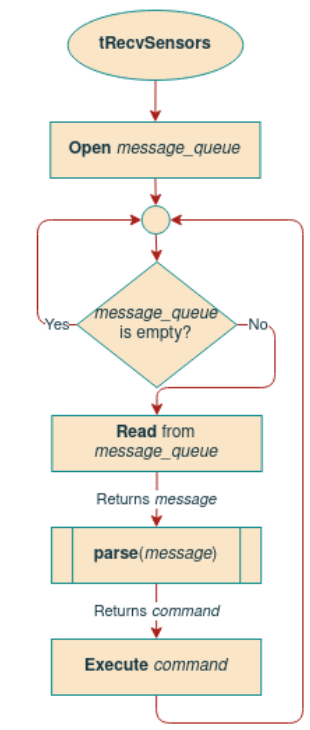 tRecvSensors
Open message_queue
message_queue
is empty?
Yes
No
Read from
message_queue
Returns message
parse(message)
Returns command
Execute command